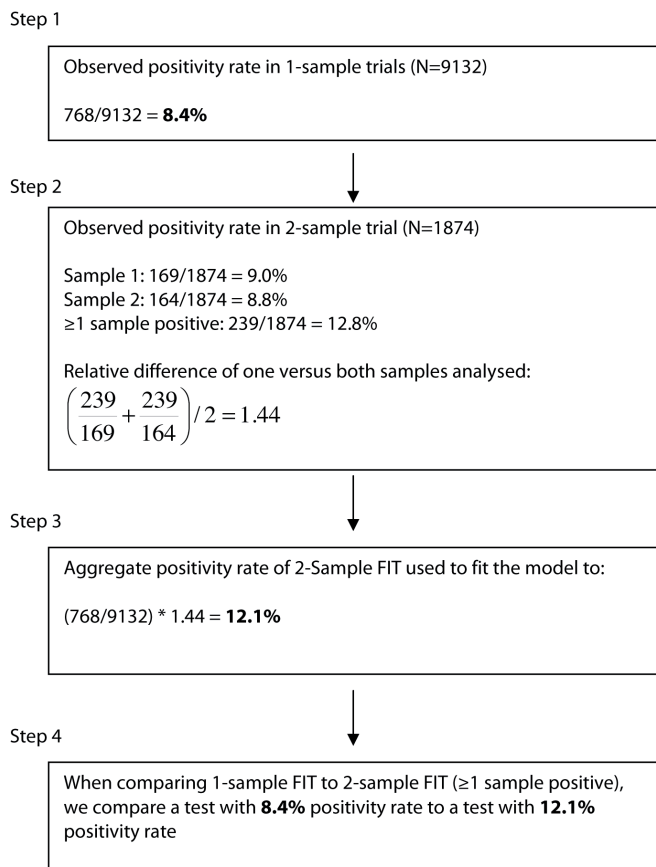 Step 1
Observed positivity rate in 1-sample trials (N=9132)
768/9132 = 8.4%
Step 2
Observed positivity rate in 2-sample trial (N=1874)
Sample 1: 169/1874 = 9.0%
Sample 2: 164/1874 = 8.8%
≥1 sample positive: 239/1874 = 12.8%
Relative difference of one versus both samples analysed:
(239/169 + 239/164)/2 = 1.44
Step 3
Aggregate positivity rate of 2-Sample FIT used to fit the model to:
(768/9132) * 1.44 = 12.1%
Step 4
When comparing 1-sample FIT to 2-sample FIT (≥1 sample positive),
we compare a test with 8.4% positivity rate to a test with 12.1%
positivity rate